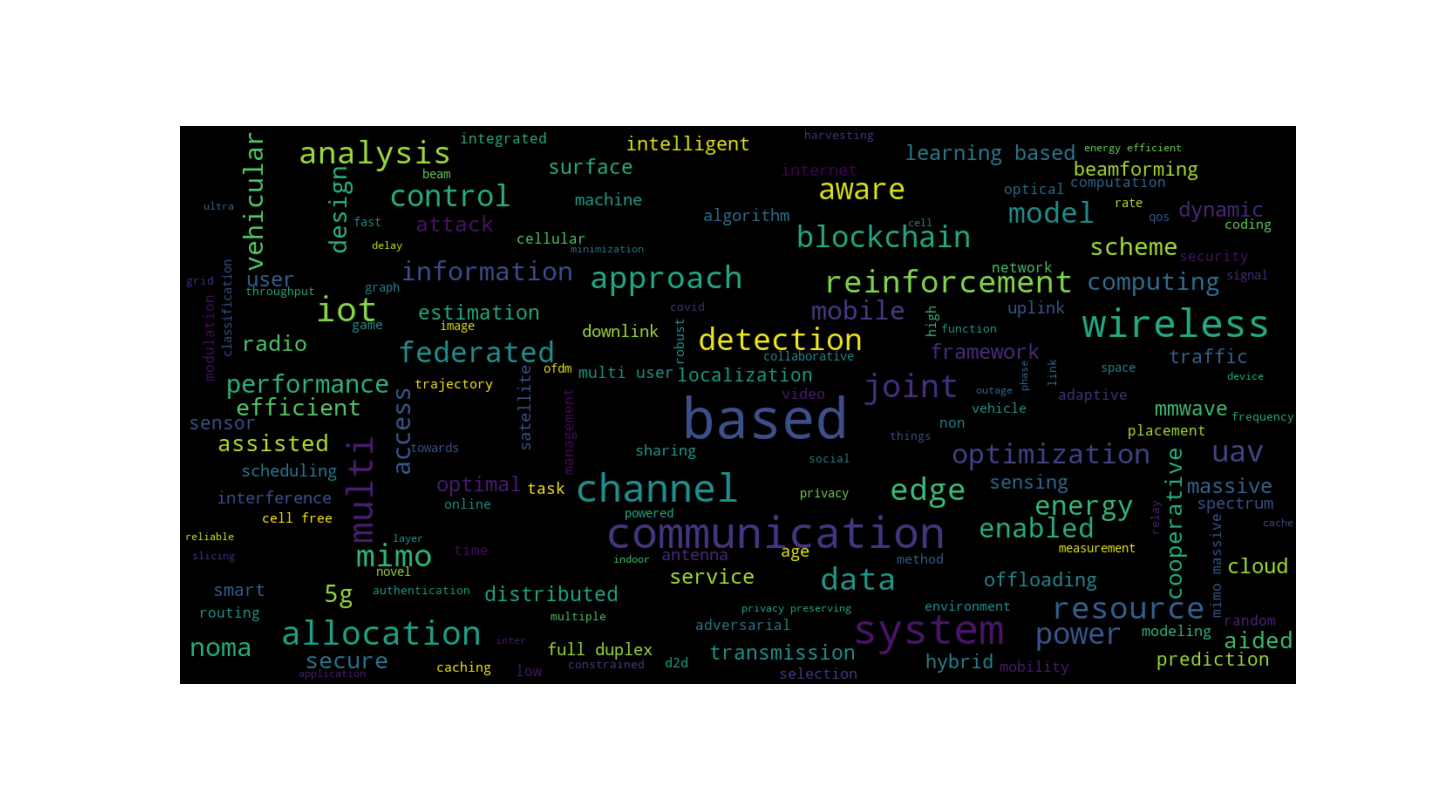 harvesting
integrated
intelligent
vehicular
analysis
energy efficient
learning based
surface
beamforming
internet
beam
design
control
aware
computation
optical
machine
rate
model
dynamic
ultra
algorithm
qos
fast
attack
cell
coding
blockchain
cellular
delay
minimization
scheme
security
information
network
grid
user
approach
reinforcement
computing
signal
throughput
graph
classification
modulation
iot
covid
mobile
uplink
estimation
high
wireless
game
image
downlink
robust
function
radio
detection
federated
collaborative
framework
traffic
ofdm
multi user
localization
phase
link
space
device
performance
trajectory
satellite
joint
outage
adaptive
video
efficient
access
management
based
vehicle
mmwave
frequency
sensor
non
placement
assisted
towards
things
sharing
optimization
uav
social
scheduling
multi
optimal
task
channel
privacy
edge
sensing
massive
cooperative
interference
online
energy
spectrum
cell free
powered
communication
enabled
relay
cache
reliable
layer
slicing
mimo
time
indoor
antenna
age
method
measurement
mimo massive
novel
service
data
offloading
cloud
smart
5g
authentication
distributed
routing
multiple
privacy preserving
environment
resource
random
noma
allocation
inter
adversarial
system
power
modeling
aided
full duplex
transmission
secure
caching
constrained
d2d
hybrid
mobility
prediction
application
low
selection